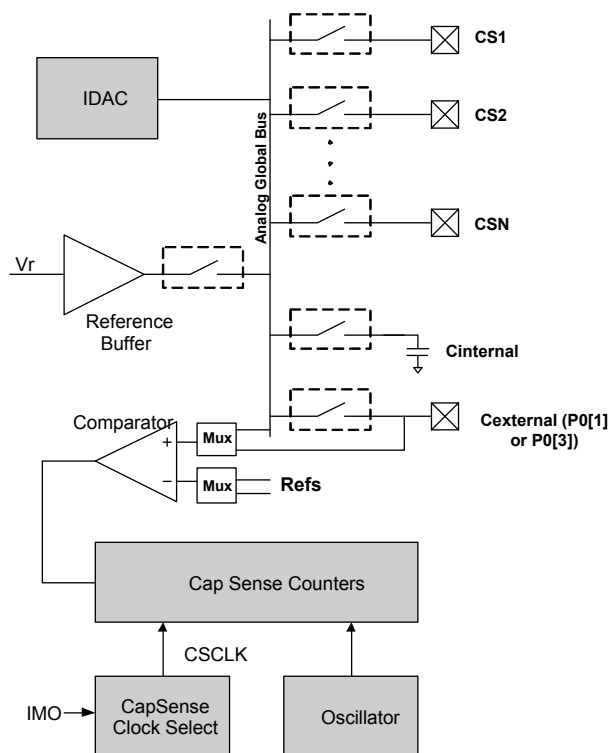 CS1
IDAC
CS2
Analog Global Bus
CSN
Vr
Reference
Buffer
Cinternal
Comparator
Mux
Cexternal (P0[1]
or P0[3])
+
−
Mux
Refs
Cap Sense Counters
CSCLK
IMO
CapSense
Clock Select
Oscillator